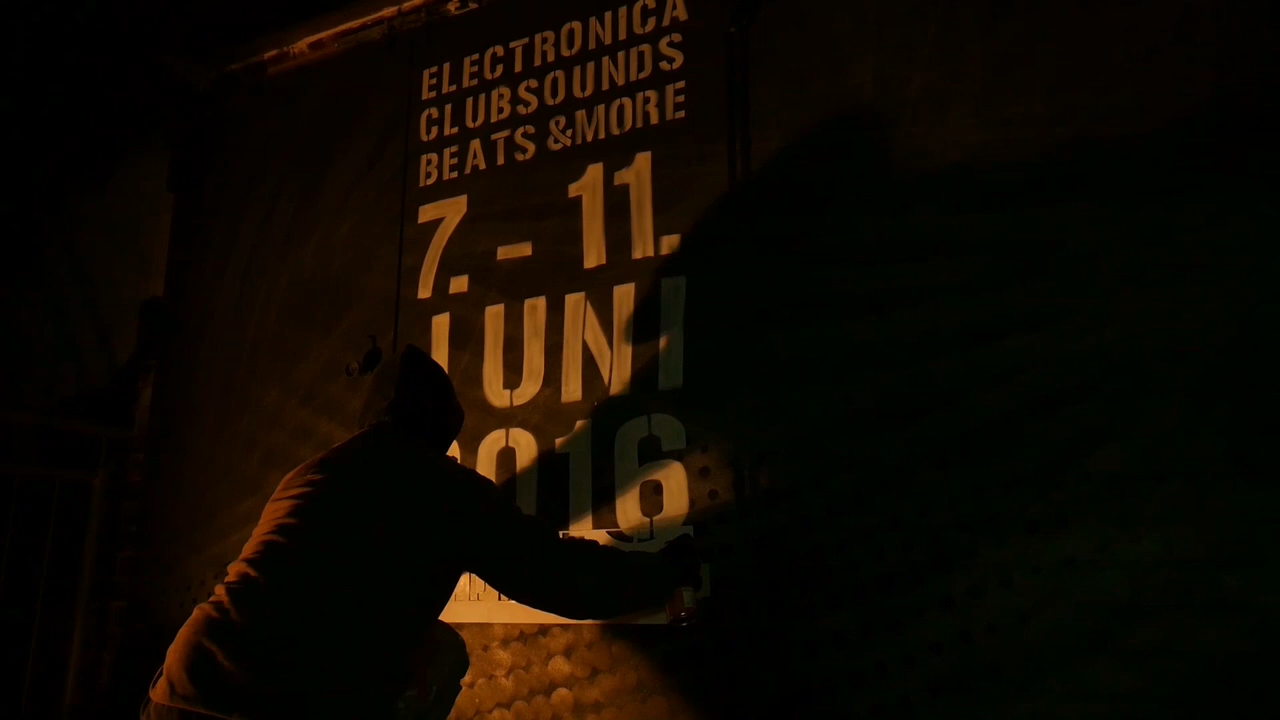 ELECTRONICA
CLUBSOUNDS
BEATS & MORE
7. - 11.
JUNI
2016